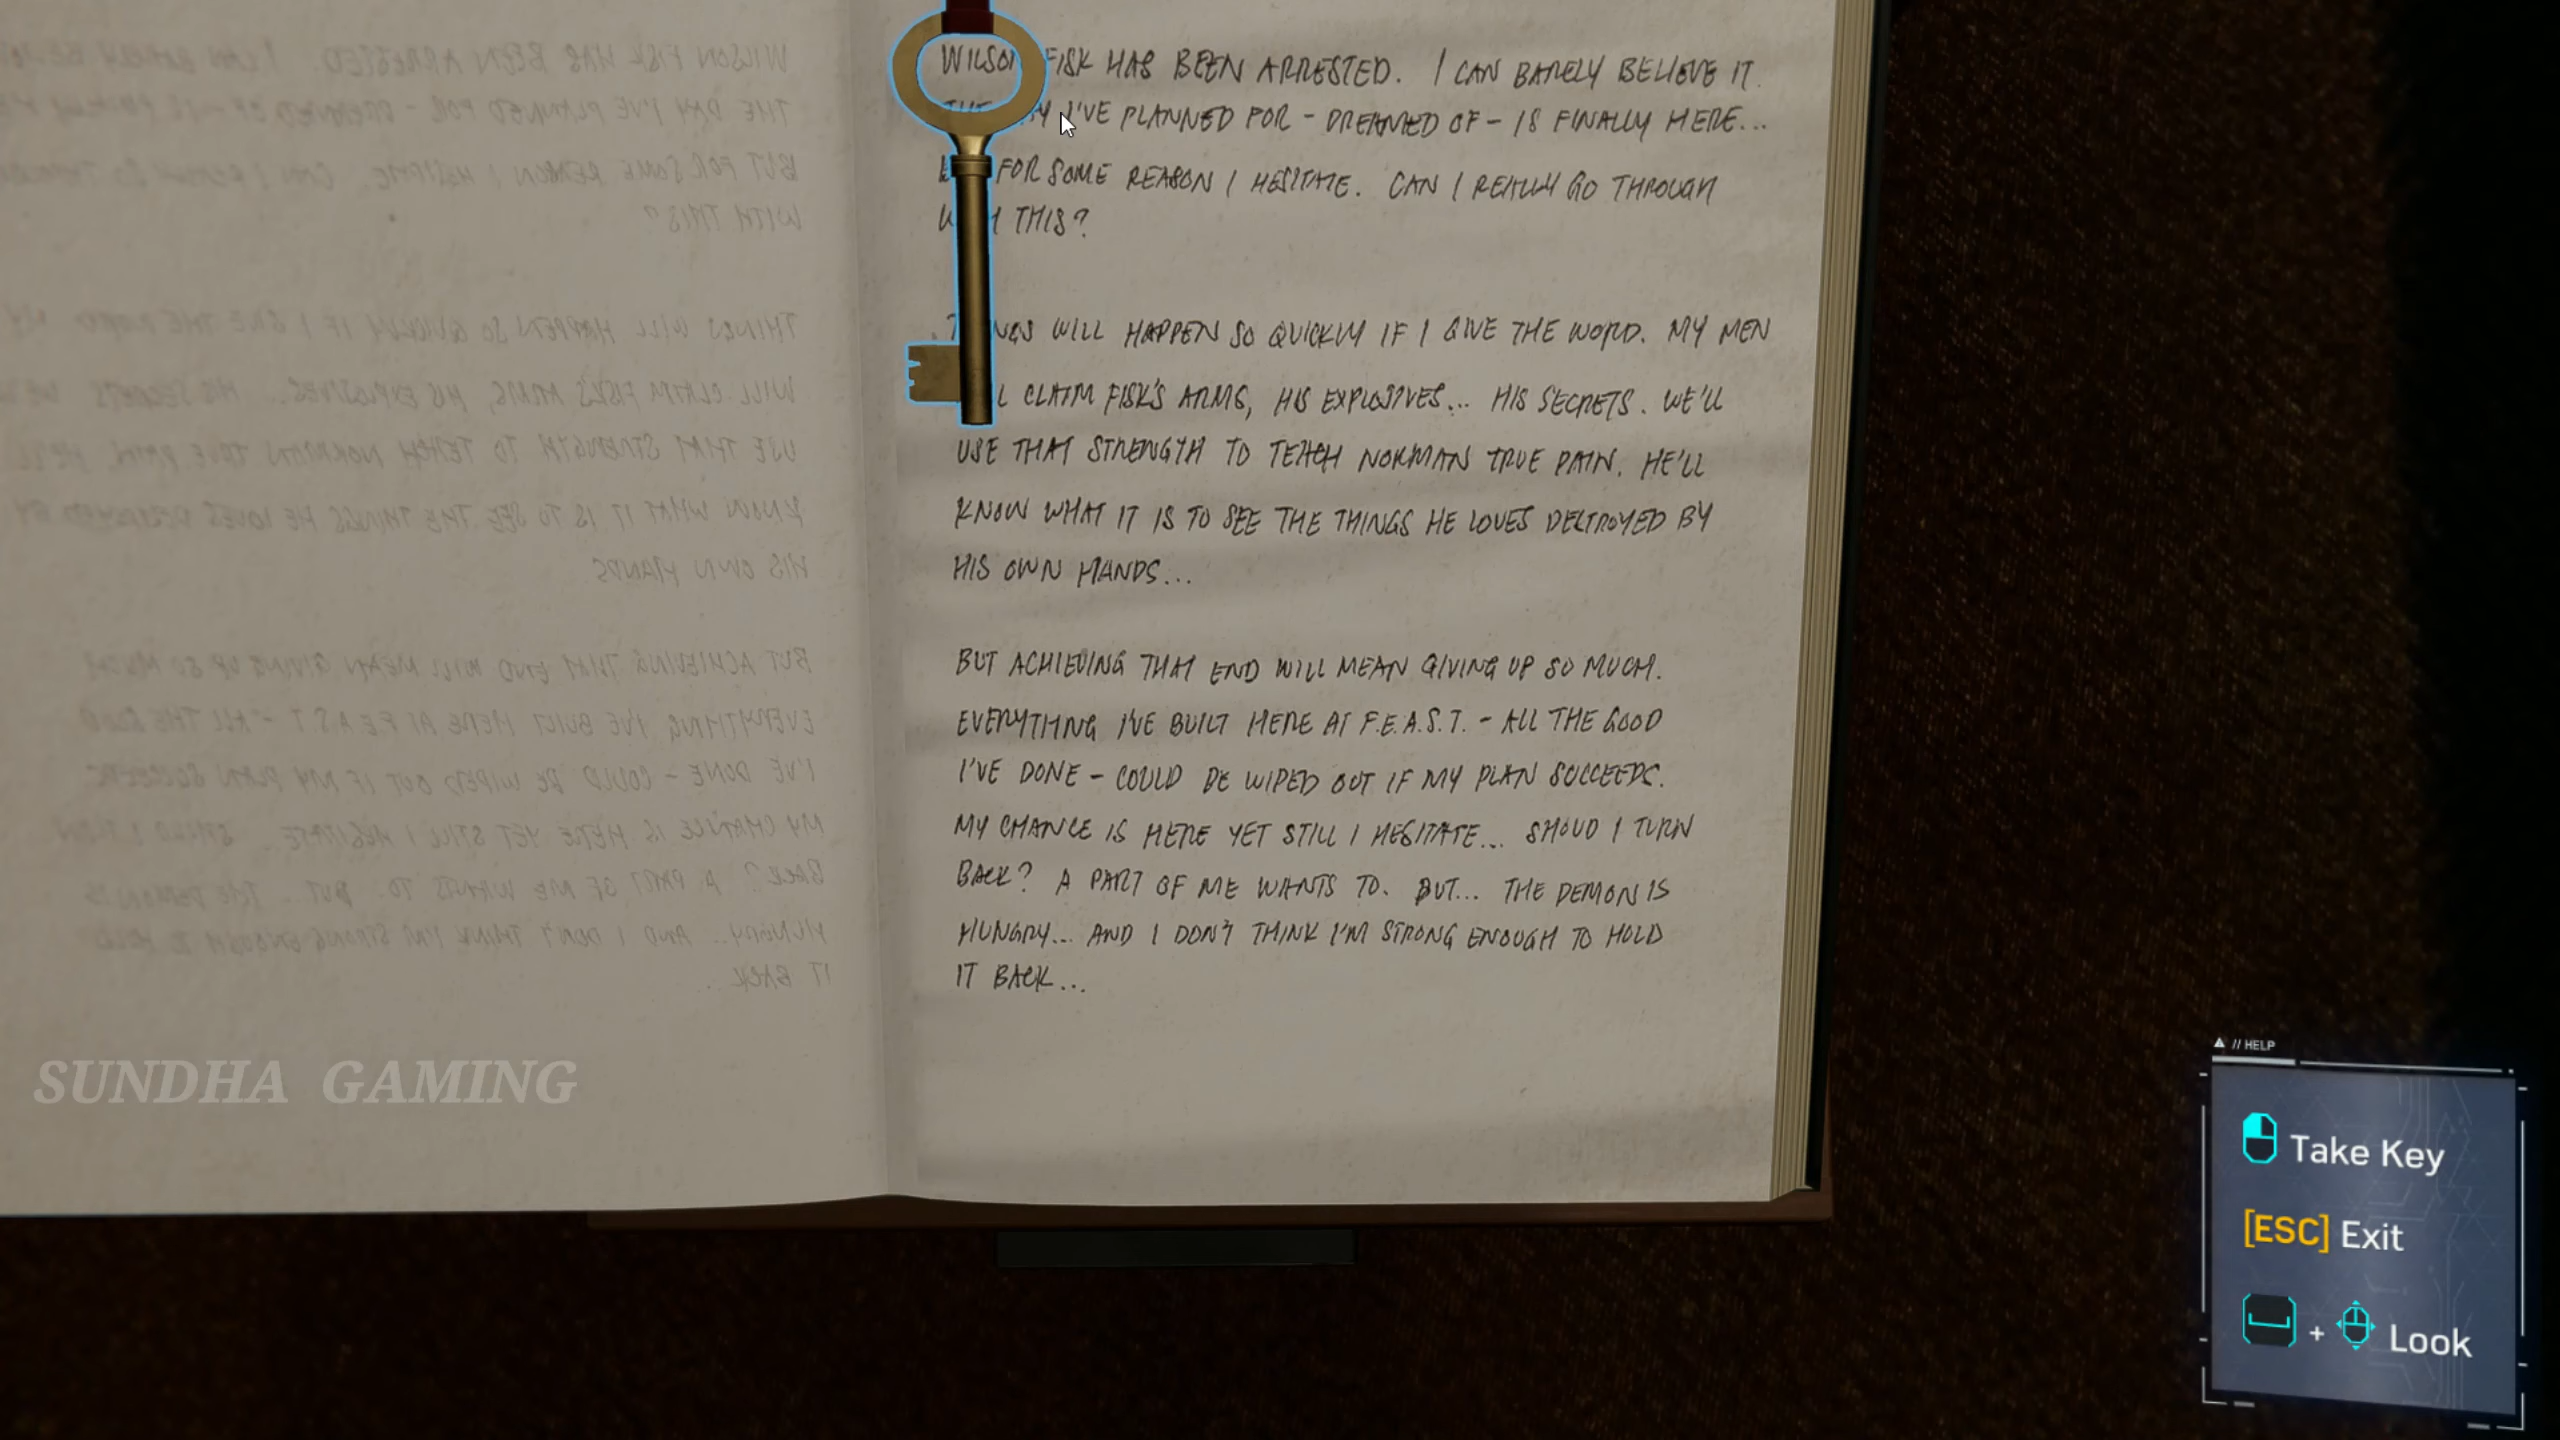 WILSON FISK HAS BEEN ARRESTED. I CAN BARELY BELIEVE IT.
I'VE PLANNED FOR - DREAMED OF - IS FINALLY HERE...
FOR SOME REASON I HESITATE. CAN I REALLY GO THROUGH
THIS?
THINGS WILL HAPPEN SO QUICKLY IF I GIVE THE WORD. MY MEN
CLAIM FISK'S ARMS, HIS EXPLOSIVES... HIS SECRETS. WE'LL
USE THAT STRENGTH TO TEACH NORMAN TRUE PAIN. HE'LL
KNOW WHAT IT IS TO SEE THE THINGS HE LOVES DESTROYED BY
HIS OWN HANDS...
BUT ACHIEVING THAT END WILL MEAN GIVING UP SO MUCH.
EVERYTHING I'VE BUILT HERE AT F.E.A.S.T. - ALL THE GOOD
I'VE DONE - COULD BE WIPED OUT IF MY PLAN SUCCEEDS.
MY CHANCE IS HERE YET STILL I HESITATE... SHOUD I TURN
BACK? A PART OF ME WANTS TO. BUT... THE DEMON IS
HUNGRY... AND I DON'T THINK I'M STRONG ENOUGH TO HOLD
IT BACK...
SUNDHA GAMING
// HELP
Take Key
[ESC] Exit
+ Look